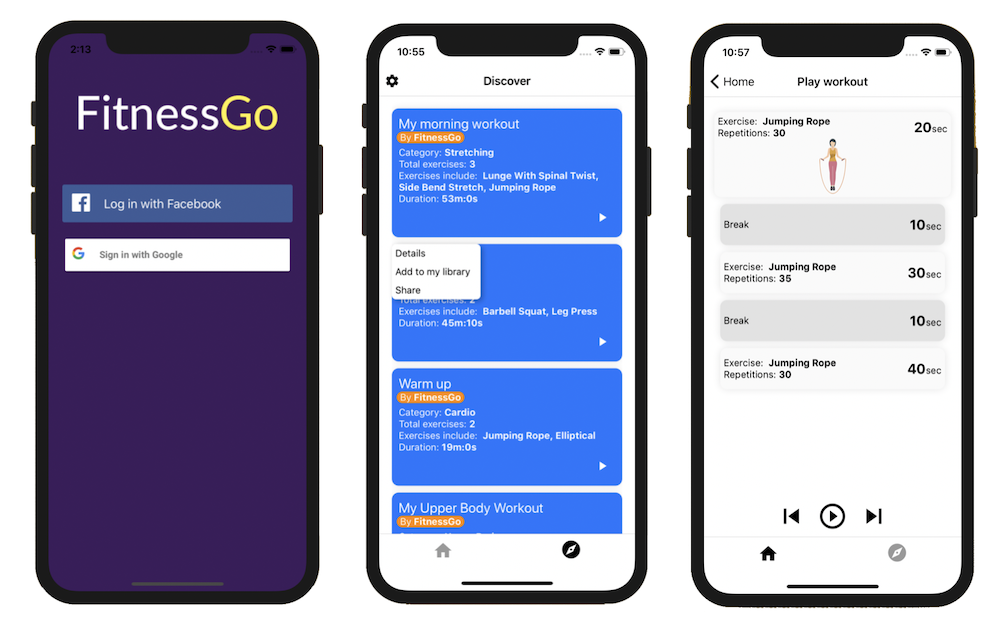 2:13
FitnessGo
Log in with Facebook
Sign in with Google
10:55
Discover
My morning workout
By FitnessGo
Category: Stretching
Total exercises: 3
Exercises include: Lunge With Spinal Twist,
Side Bend Stretch, Jumping Rope
Duration: 53m:0s
Details
Add to my library
Share
Total exercises: 2
Exercises include: Barbell Squat, Leg Press
Duration: 45m:10s
Warm up
By FitnessGo
Category: Cardio
Total exercises: 2
Exercises include: Jumping Rope, Elliptical
Duration: 19m:0s
My Upper Body Workout
By FitnessGo
10:57
Home
Play workout
Exercise: Jumping Rope
Repetitions: 30
20sec
Break
10sec
Exercise: Jumping Rope
Repetitions: 35
30sec
Break
10sec
Exercise: Jumping Rope
Repetitions: 30
40sec